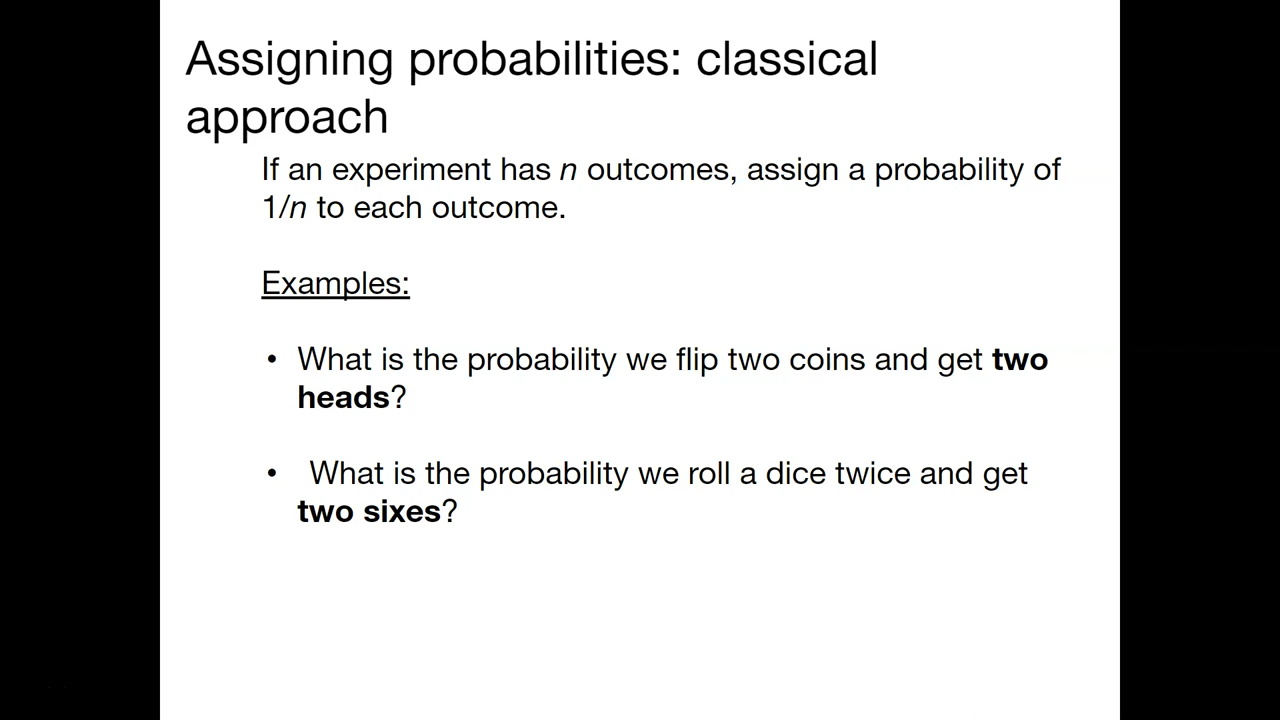 Assigning probabilities: classical
approach
If an experiment has n outcomes, assign a probability of
1/n to each outcome.
Examples:
• What is the probability we flip two coins and get two
heads?
• What is the probability we roll a dice twice and get
two sixes?